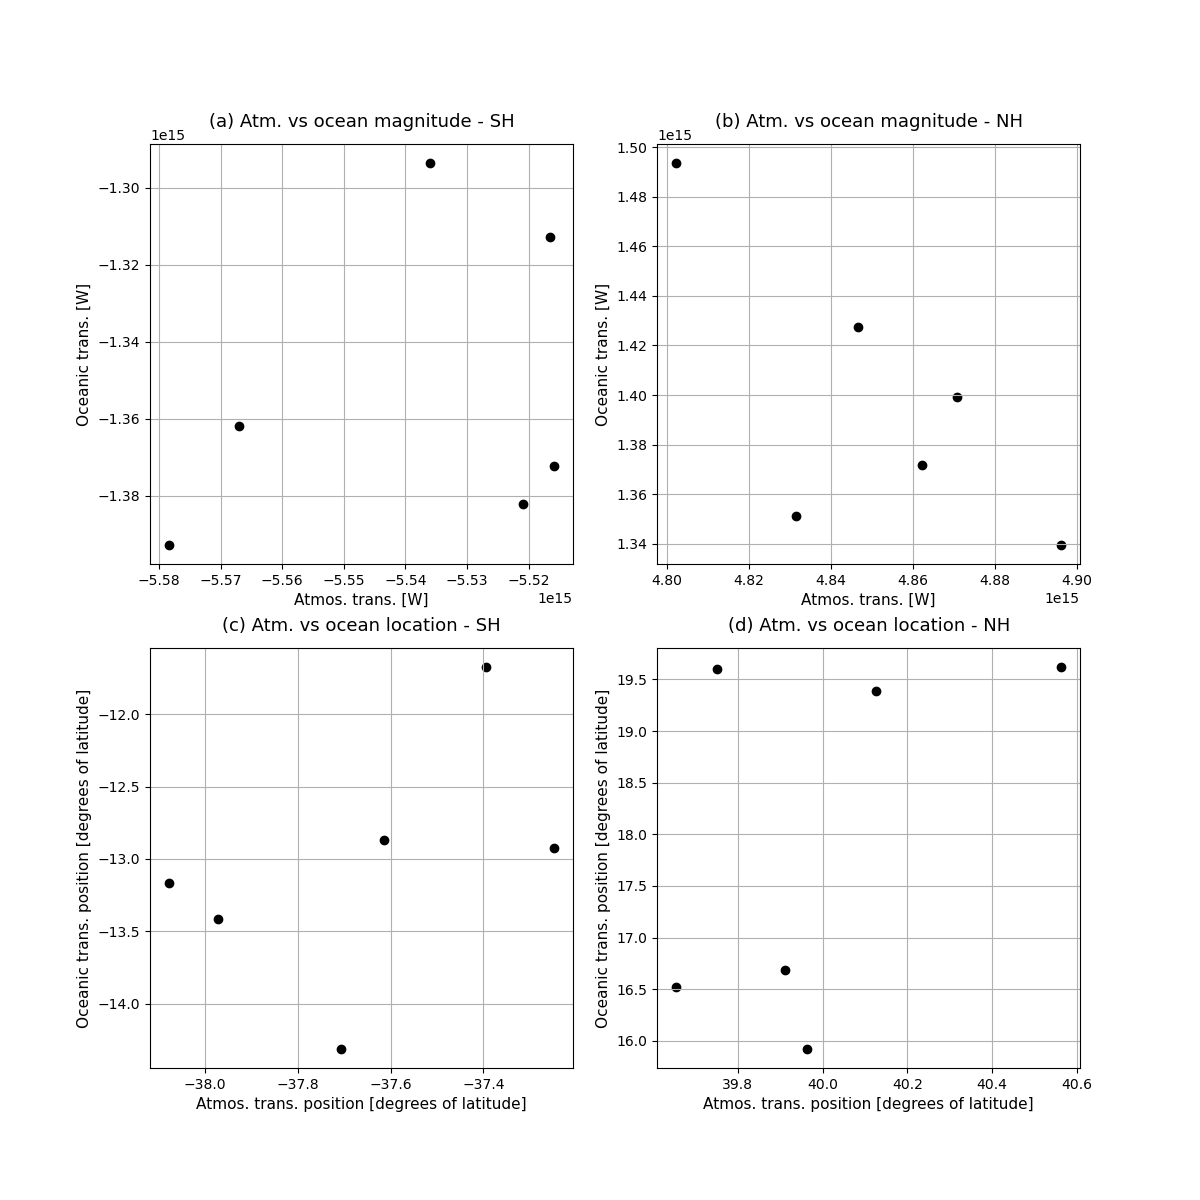 (a) Atm. vs ocean magnitude - SH
1e15
−1.30
−1.32
−1.34
−1.36
−1.38
Oceanic trans. [W]
−5.58 −5.57 −5.56 −5.55 −5.54 −5.53 −5.52
Atmos. trans. [W]
1e15
(b) Atm. vs ocean magnitude - NH
1e15
1.50
1.48
1.46
1.44
1.42
1.40
1.38
1.36
1.34
Oceanic trans. [W]
4.80 4.82 4.84 4.86 4.88 4.90
Atmos. trans. [W]
1e15
(c) Atm. vs ocean location - SH
−12.0
−12.5
−13.0
−13.5
−14.0
Oceanic trans. position [degrees of latitude]
−38.0 −37.8 −37.6 −37.4
Atmos. trans. position [degrees of latitude]
(d) Atm. vs ocean location - NH
19.5
19.0
18.5
18.0
17.5
17.0
16.5
16.0
Oceanic trans. position [degrees of latitude]
39.8 40.0 40.2 40.4 40.6
Atmos. trans. position [degrees of latitude]